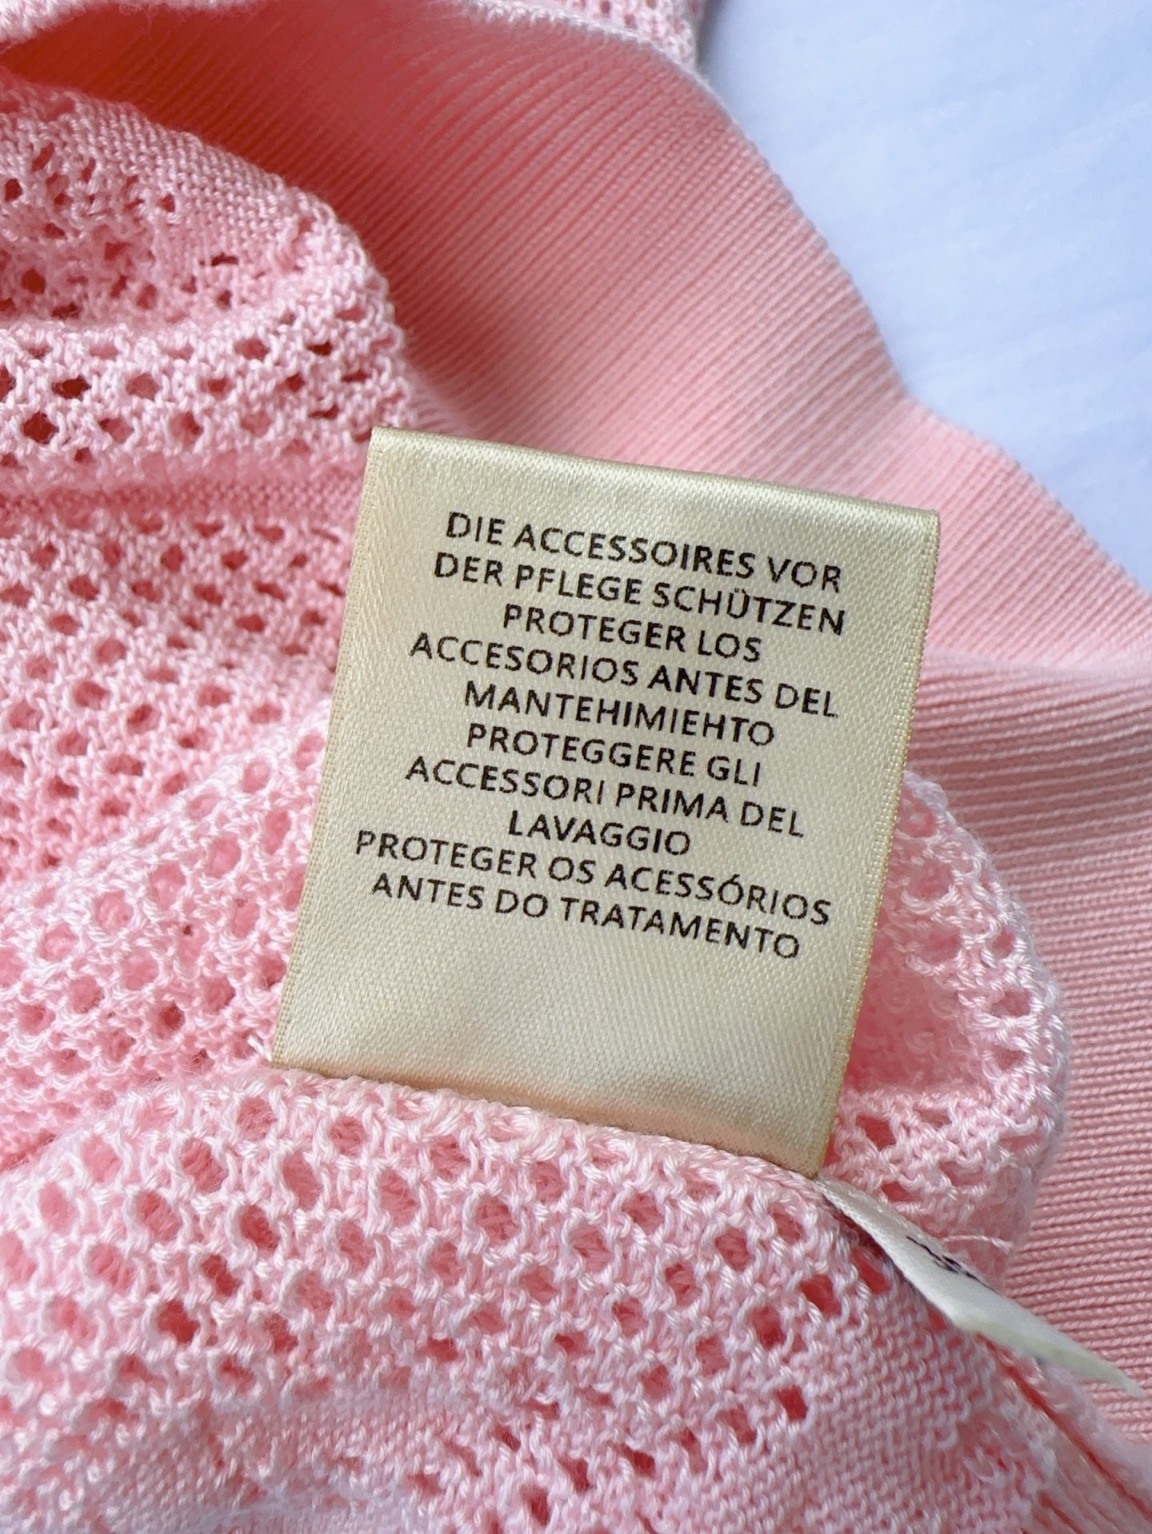 DIE ACCESSOIRES VOR
DER PFLEGE SCHÜTZEN
PROTEGER LOS
ACCESORIOS ANTES DEL
MANTEHIMIEHTO
PROTEGGERE GLI
ACCESSORI PRIMA DEL
LAVAGGIO
PROTEGER OS ACESSÓRIOS
ANTES DO TRATAMENTO